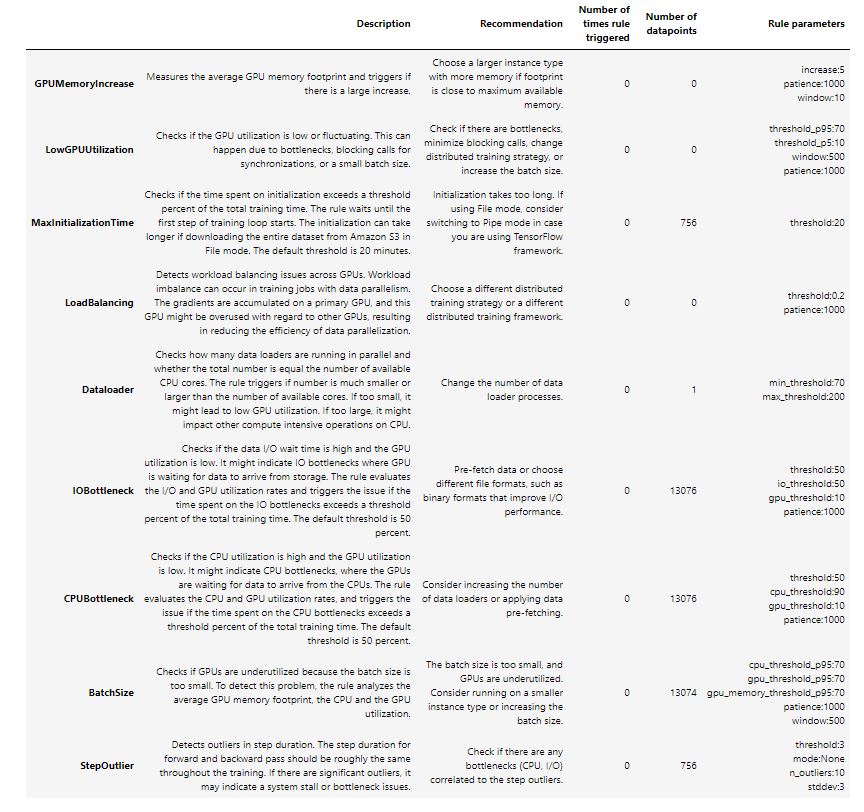 Description Recommendation Number of times rule triggered Number of datapoints Rule parameters
GPUMemoryIncrease
Measures the average GPU memory footprint and triggers if
there is a large increase.
Choose a larger instance type
with more memory if footprint
is close to maximum available
memory.
0
0
increase:5
patience:1000
window:10
LowGPUUtilization
Checks if the GPU utilization is low or fluctuating. This can
happen due to bottlenecks, blocking calls for
synchronizations, or a small batch size.
Check if there are bottlenecks,
minimize blocking calls, change
distributed training strategy, or
increase the batch size.
0
0
threshold_p95:70
threshold_p5:10
window:500
patience:1000
MaxInitializationTime
Checks if the time spent on initialization exceeds a threshold
percent of the total training time. The rule waits until the
first step of training loop starts. The initialization can take
longer if downloading the entire dataset from Amazon S3 in
File mode. The default threshold is 20 minutes.
Initialization takes too long. If
using File mode, consider
switching to Pipe mode in case
you are using TensorFlow
framework.
0
756
threshold:20
LoadBalancing
Detects workload balancing issues across GPUs. Workload
imbalance can occur in training jobs with data parallelism.
The gradients are accumulated on a primary GPU, and this
GPU might be overused with regard to other GPUs, resulting
in reducing the efficiency of data parallelization.
Choose a different distributed
training strategy or a different
distributed training framework.
0
0
threshold:0.2
patience:1000
Dataloader
Checks how many data loaders are running in parallel and
whether the total number is equal the number of available
CPU cores. The rule triggers if number is much smaller or
larger than the number of available cores. If too small, it
might lead to low GPU utilization. If too large, it might
impact other compute intensive operations on CPU.
Change the number of data
loader processes.
0
1
min_threshold:70
max_threshold:200
IOBottleneck
Checks if the data I/O wait time is high and the GPU
utilization is low. It might indicate IO bottlenecks where GPU
is waiting for data to arrive from storage. The rule evaluates
the I/O and GPU utilization rates and triggers the issue if the
time spent on the IO bottlenecks exceeds a threshold
percent of the total training time. The default threshold is 50
percent.
Pre-fetch data or choose
different file formats, such as
binary formats that improve I/O
performance.
0
13076
threshold:50
io_threshold:50
gpu_threshold:10
patience:1000
CPUBottleneck
Checks if the CPU utilization is high and the GPU utilization
is low. It might indicate CPU bottlenecks, where the GPUs
are waiting for data to arrive from the CPUs. The rule
evaluates the CPU and GPU utilization rates, and triggers the
issue if the time spent on the CPU bottlenecks exceeds a
threshold percent of the total training time. The default
threshold is 50 percent.
Consider increasing the number
of data loaders or applying data
pre-fetching.
0
13076
threshold:50
cpu_threshold:90
gpu_threshold:10
patience:1000
BatchSize
Checks if GPUs are underutilized because the batch size is
too small. To detect this problem, the rule analyzes the
average GPU memory footprint, the CPU and the GPU
utilization.
The batch size is too small, and
GPUs are underutilized.
Consider running on a smaller
instance type or increasing the
batch size.
0
13074
cpu_threshold_p95:70
gpu_threshold_p95:70
gpu_memory_threshold_p95:70
patience:1000
window:500
StepOutlier
Detects outliers in step duration. The step duration for
forward and backward pass should be roughly the same
throughout the training. If there are significant outliers, it
may indicate a system stall or bottleneck issues.
Check if there are any
bottlenecks (CPU, I/O)
correlated to the step outliers.
0
756
threshold:3
mode:None
n_outliers:10
stddev:3